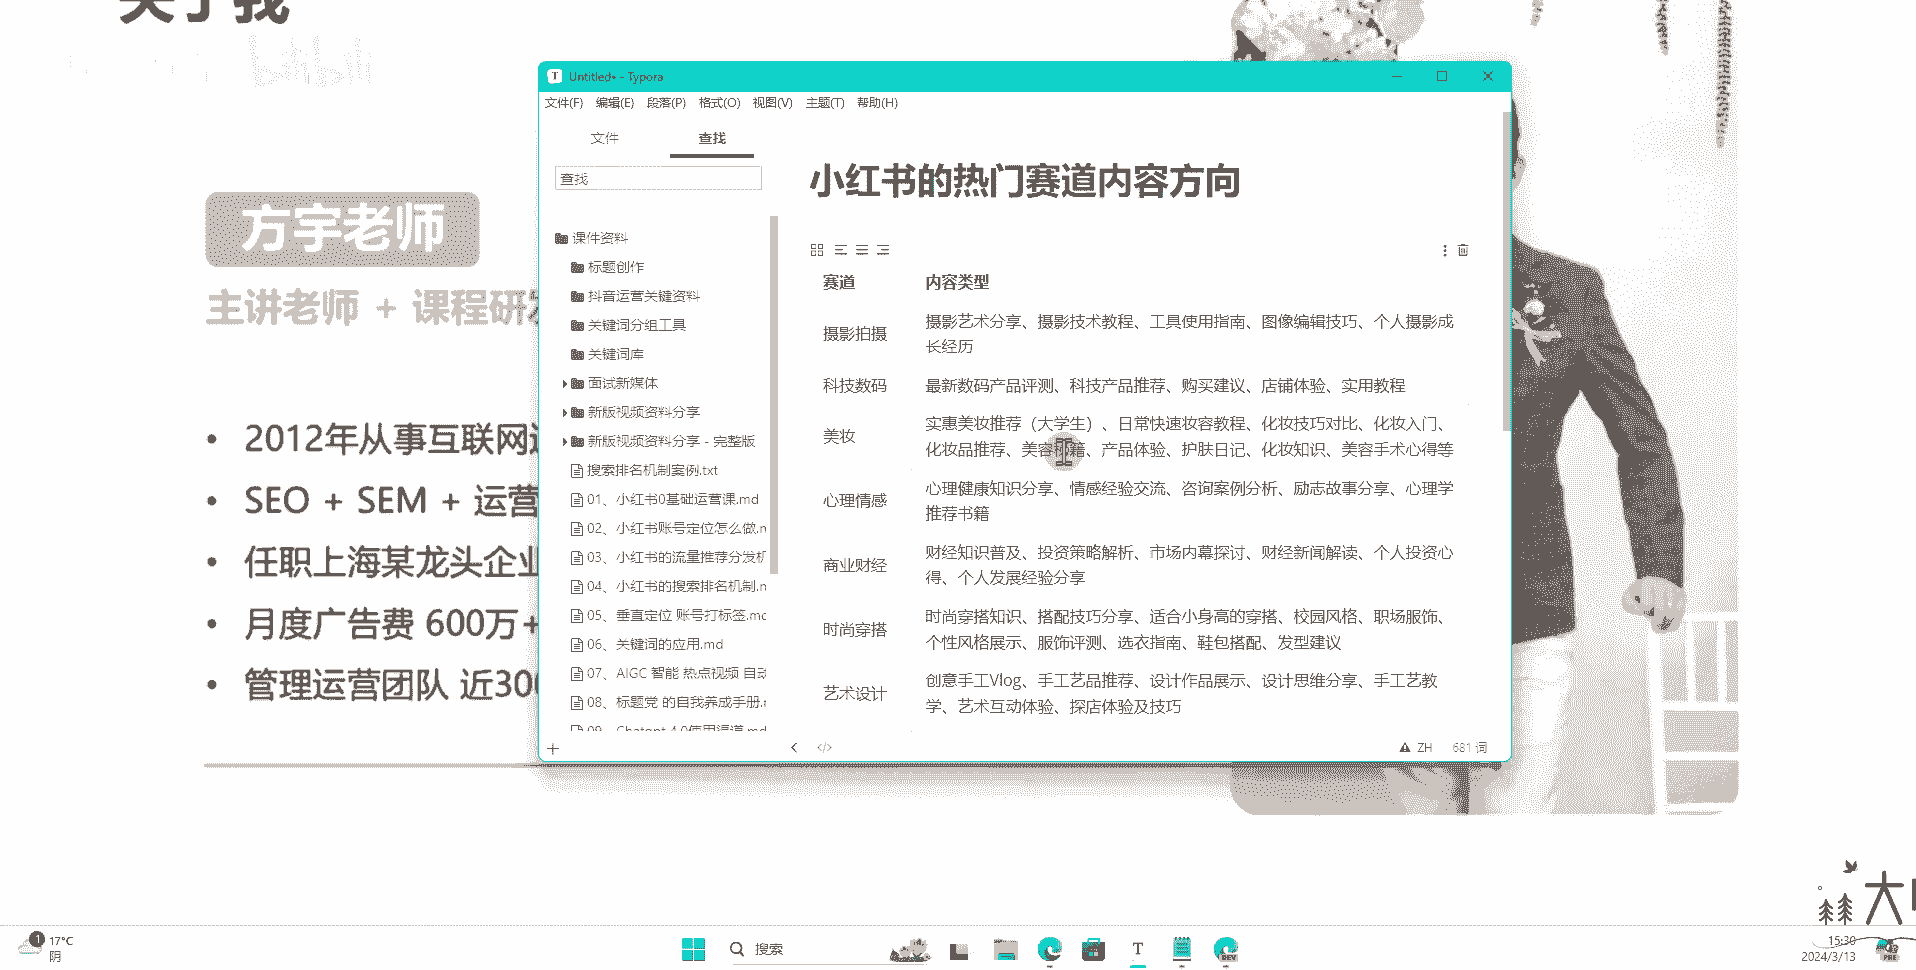 关于我
bilibili
方宇老师
主讲老师 + 课程研发
• 2012年从事互联网
• SEO + SEM + 运营
• 任职上海某龙头企业
• 月度广告费 600万+
• 管理运营团队 近300
Untitled• - Typora
文件(F) 编辑(E) 段落(P) 格式(O) 视图(V) 主题(T) 帮助(H)
文件 查找
查找
课件资料
标题创作
抖音运营关键资料
关键词分组工具
关键词库
面试新媒体
新版视频资料分享
新版视频资料分享 - 完整版
搜索排名机制案例.txt
01、小红书0基础运营课.md
02、小红书账号定位怎么做.m
03、小红书的流量推荐分发机
04、小红书的搜索排名机制.m
05、垂直定位 账号打标签.md
06、关键词的应用.md
07、AIGC 智能 热点视频 自动
08、标题党 的自我养成手册.m
09、Chatgpt 4.0使用渠道.md
小红书的热门赛道内容方向
赛道 内容类型
摄影拍摄 摄影艺术分享、摄影技术教程、工具使用指南、图像编辑技巧、个人摄影成
长经历
科技数码 最新数码产品评测、科技产品推荐、购买建议、店铺体验、实用教程
美妆 实惠美妆推荐（大学生）、日常快速妆容教程、化妆技巧对比、化妆入门、
化妆品推荐、美容秘籍、产品体验、护肤日记、化妆知识、美容手术心得等
心理情感 心理健康知识分享、情感经验交流、咨询案例分析、励志故事分享、心理学
推荐书籍
商业财经 财经知识普及、投资策略解析、市场内幕探讨、财经新闻解读、个人投资心
得、个人发展经验分享
时尚穿搭 时尚穿搭知识、搭配技巧分享、适合小身高的穿搭、校园风格、职场服饰、
个性风格展示、服饰评测、选衣指南、鞋包搭配、发型建议
艺术设计 创意手工Vlog、手工艺品推荐、设计作品展示、设计思维分享、手工艺教
学、艺术互动体验、探店体验及技巧
ZH 681 词
大
1 17°C
阴
搜索
T
DEV
15:30
2024/3/13
PRE